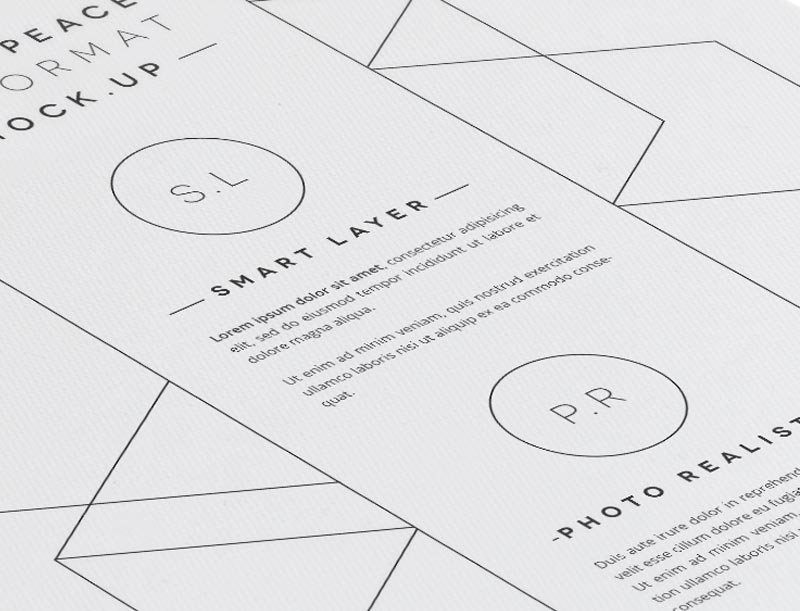 PEACE
ORMAT
OCK.UP
S.L
SMART LAYER
Lorem ipsum dolor sit amet, consectetur adipisicing
elit, sed do eiusmod tempor incididunt ut labore et
dolore magna aliqua.
Ut enim ad minim veniam, quis nostrud exercitation
ullamco laboris nisi ut aliquip ex ea commodo conse-
quat.
P.R
PHOTO REALIST
Duis aute irure dolor in reprehend
velit esse cillum dolore eu fugia
Ut enim ad minim veniam,
tion ullamco laboris nisi
consequat.